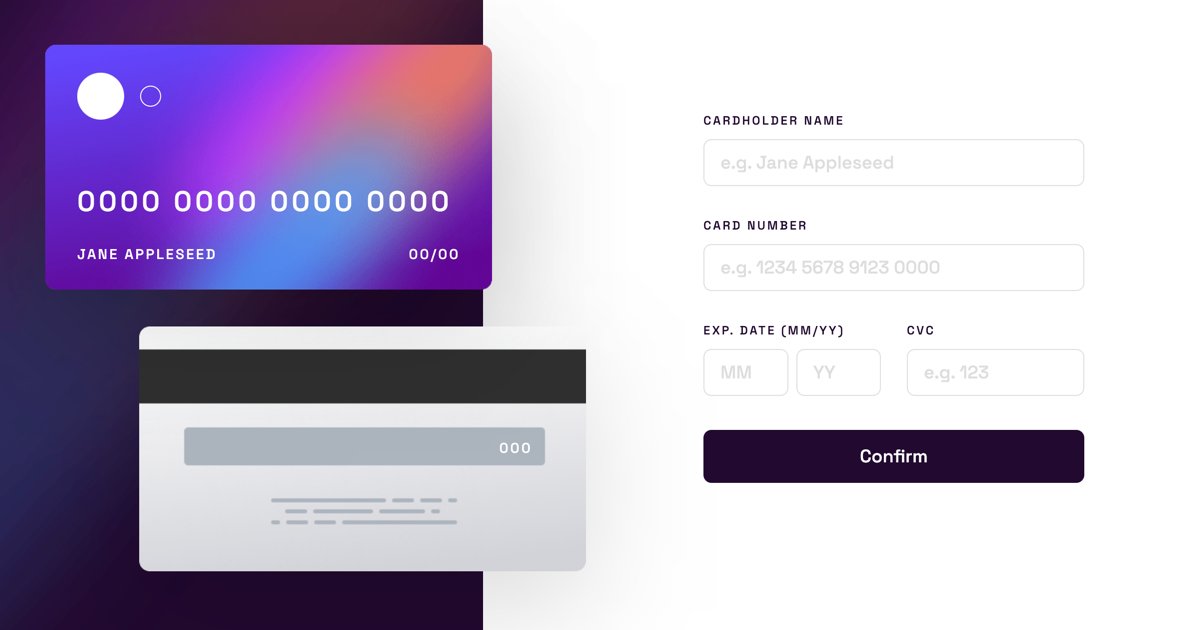 0000 0000 0000 0000
JANE APPLESEED 00/00
000
CARDHOLDER NAME
e.g. Jane Appleseed
CARD NUMBER
e.g. 1234 5678 9123 0000
EXP. DATE (MM/YY) CVC
MM YY e.g. 123
Confirm